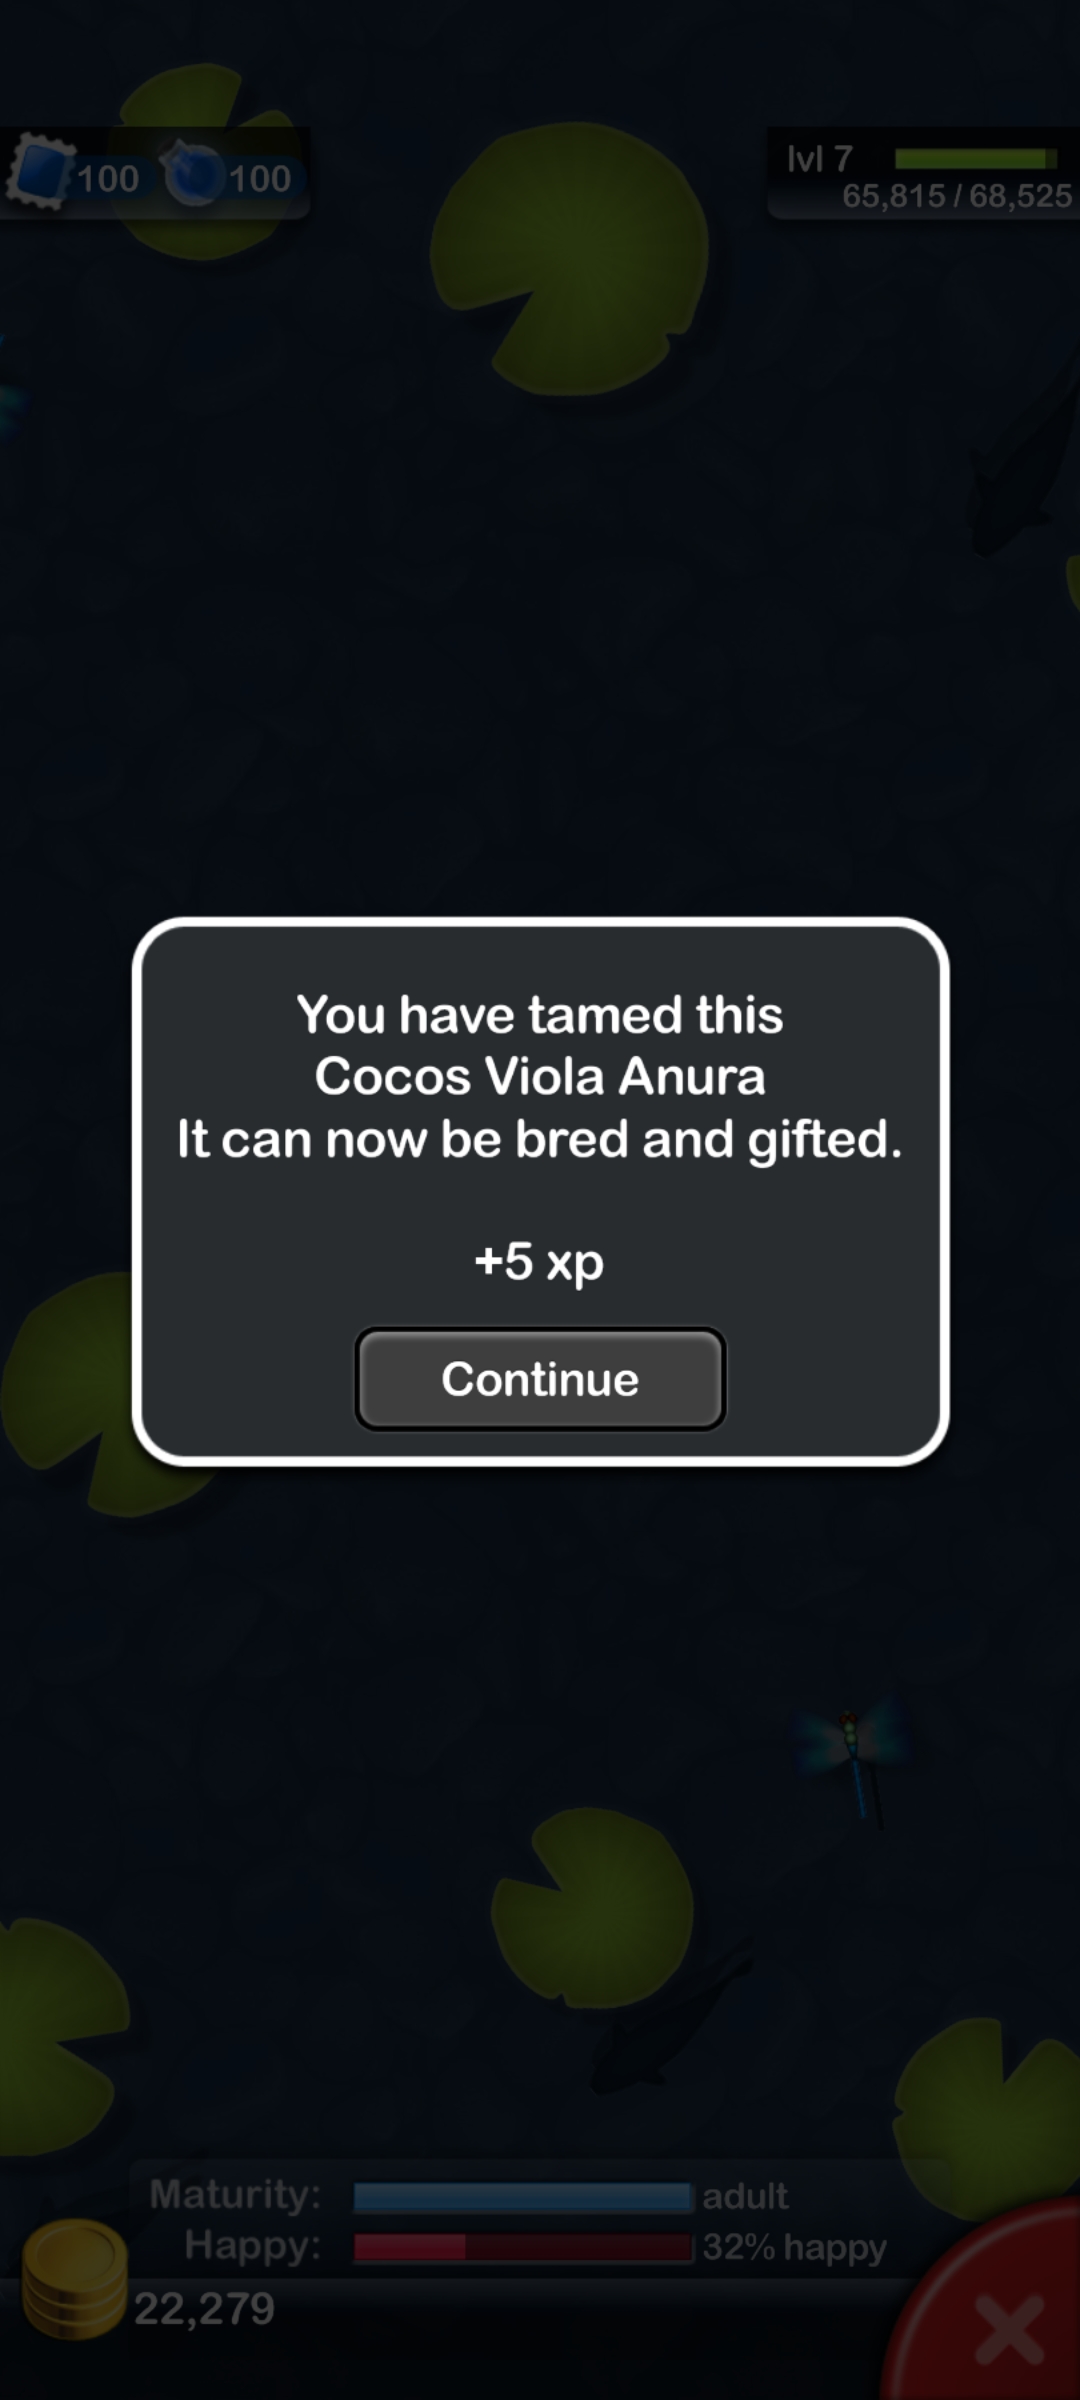 100 100
lvl 7
65,815 / 68,525
You have tamed this
Cocos Viola Anura
It can now be bred and gifted.
+5 xp
Continue
Maturity: adult
Happy: 32% happy
22,279